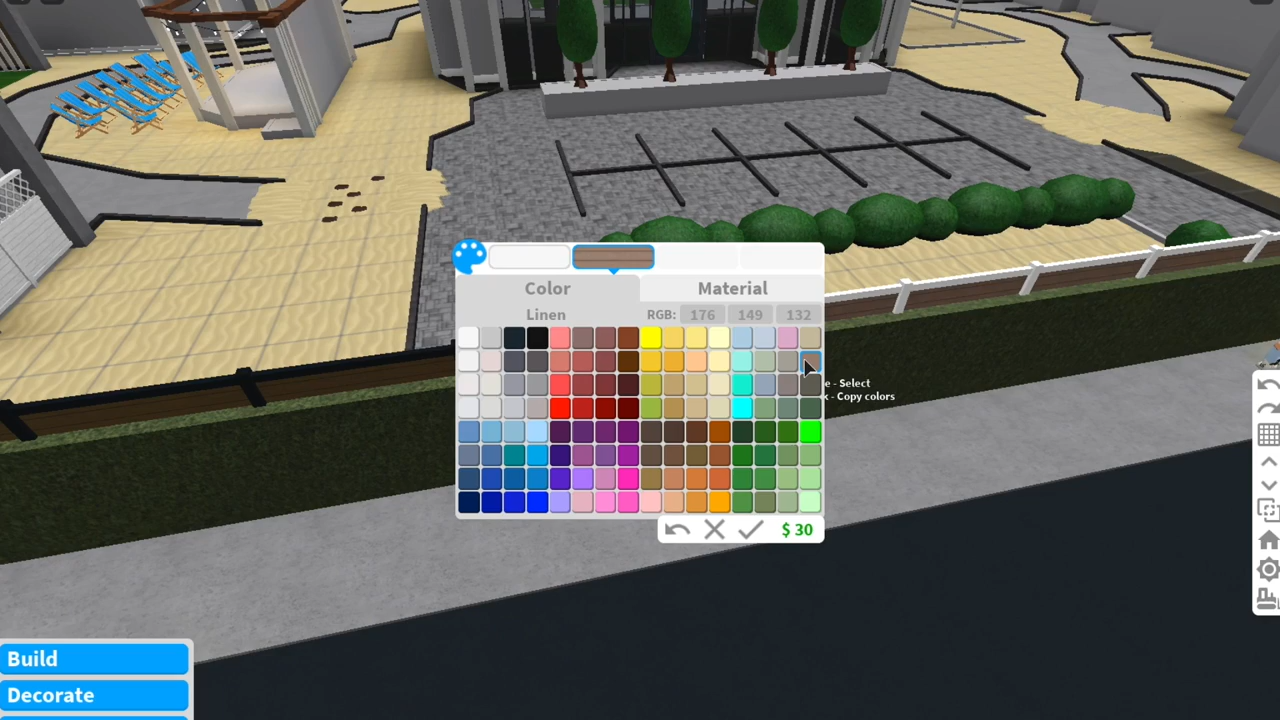 Color
Material
Linen
RGB: 176 149 132
e - Select
- Copy colors
$ 30
Build
Decorate